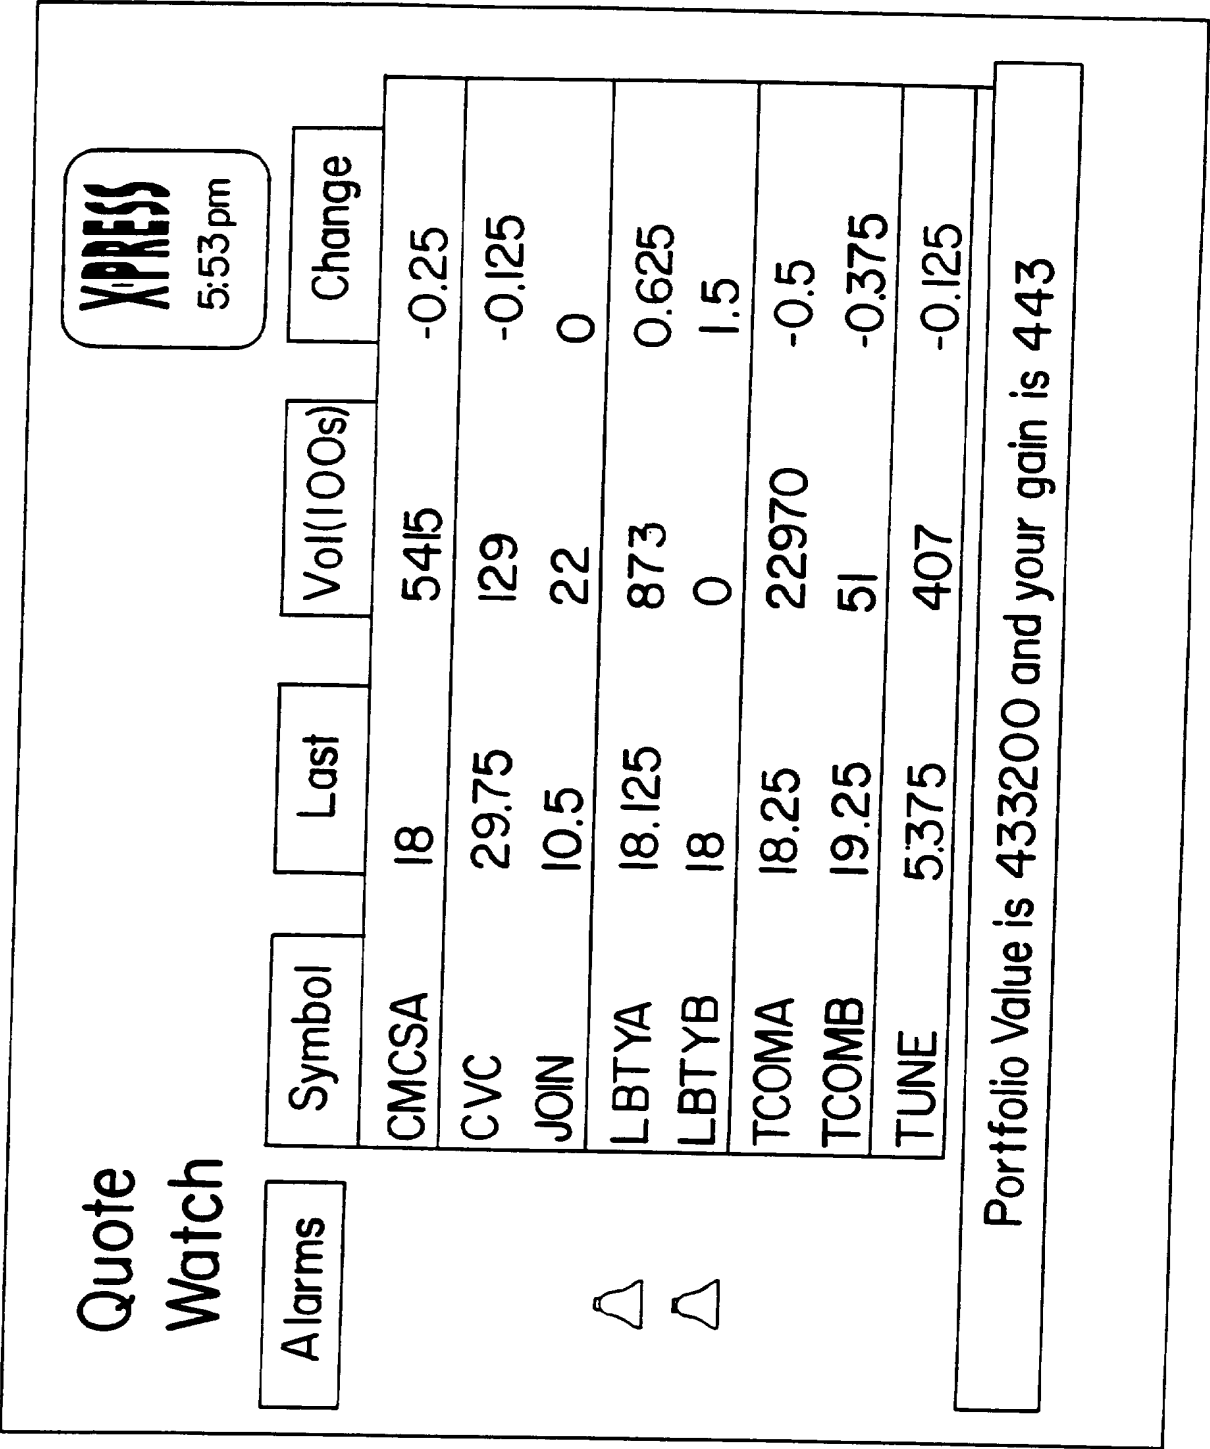 Quote
Watch
X·PRESS
5:53pm
Alarms Symbol Last Vol(100s) Change
CMCSA 18 5415 -0.25
CVC 29.75 129 -0.125
JOIN 10.5 22 0
LBTYA 18.125 873 0.625
LBTYB 18 0 1.5
TCOMA 18.25 22970 -0.5
TCOMB 19.25 51 -0.375
TUNE 5.375 407 -0.125
Portfolio Value is 433200 and your gain is 443